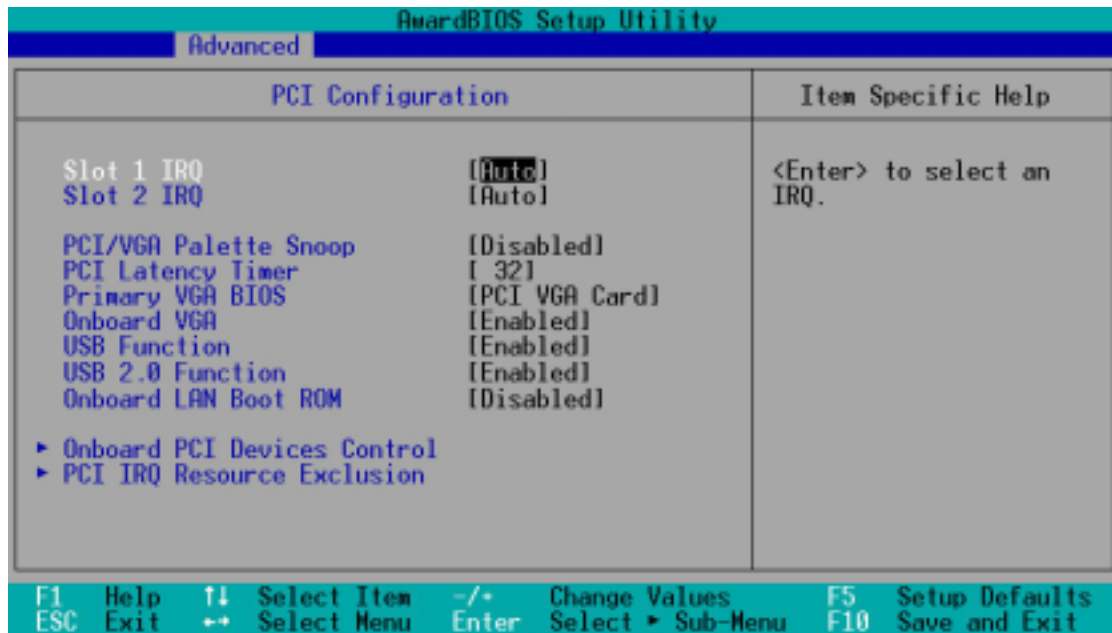 AwardBIOS Setup Utility
Advanced
PCI Configuration
Item Specific Help
Slot 1 IRQ [Auto]
Slot 2 IRQ [Auto]
PCI/VGA Palette Snoop [Disabled]
PCI Latency Timer [ 32]
Primary VGA BIOS [PCI VGA Card]
Onboard VGA [Enabled]
USB Function [Enabled]
USB 2.0 Function [Enabled]
Onboard LAN Boot ROM [Disabled]
▸ Onboard PCI Devices Control
▸ PCI IRQ Resource Exclusion
<Enter> to select an
IRQ.
F1 Help ↑↓ Select Item -/+ Change Values F5 Setup Defaults
ESC Exit ←→ Select Menu Enter Select ▸ Sub-Menu F10 Save and Exit